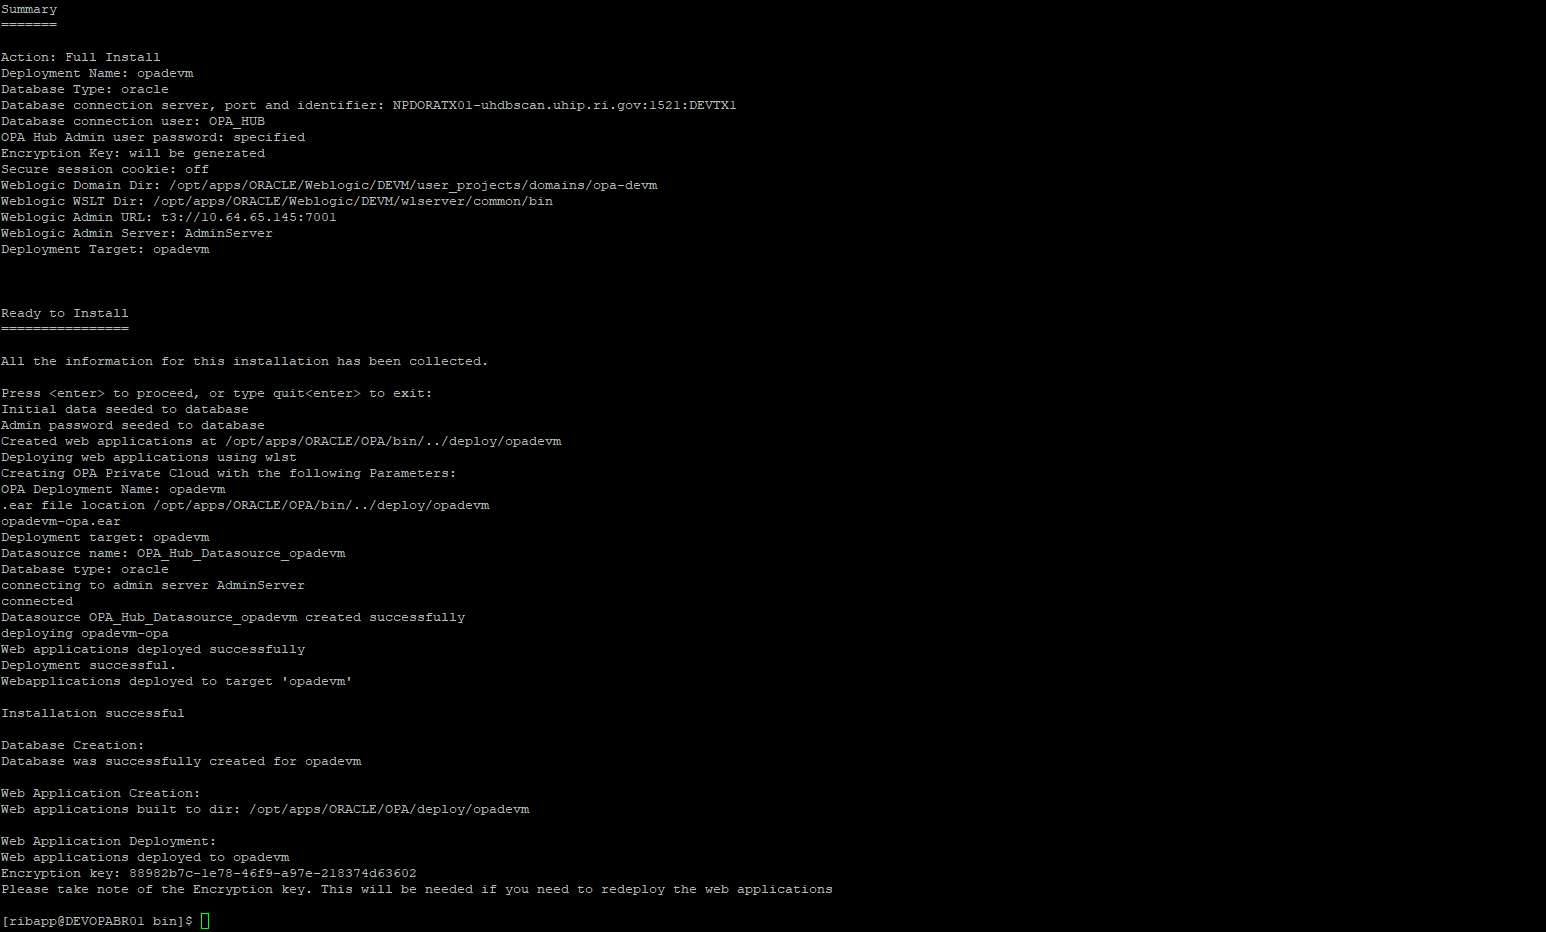 Summary
=======
Action: Full Install
Deployment Name: opadevm
Database Type: oracle
Database connection server, port and identifier: NPDORATX01-uhdbscan.uhip.ri.gov:1521:DEVTX1
Database connection user: OPA_HUB
OPA Hub Admin user password: specified
Encryption Key: will be generated
Secure session cookie: off
Weblogic Domain Dir: /opt/apps/ORACLE/Weblogic/DEVM/user_projects/domains/opa-devm
Weblogic WSLT Dir: /opt/apps/ORACLE/Weblogic/DEVM/wlserver/common/bin
Weblogic Admin URL: t3://10.64.65.145:7001
Weblogic Admin Server: AdminServer
Deployment Target: opadevm
Ready to Install
================
All the information for this installation has been collected.
Press <enter> to proceed, or type quit<enter> to exit:
Initial data seeded to database
Admin password seeded to database
Created web applications at /opt/apps/ORACLE/OPA/bin/../deploy/opadevm
Deploying web applications using wlst
Creating OPA Private Cloud with the following Parameters:
OPA Deployment Name: opadevm
.ear file location /opt/apps/ORACLE/OPA/bin/../deploy/opadevm
opadevm-opa.ear
Deployment target: opadevm
Datasource name: OPA_Hub_Datasource_opadevm
Database type: oracle
connecting to admin server AdminServer
connected
Datasource OPA_Hub_Datasource_opadevm created successfully
deploying opadevm-opa
Web applications deployed successfully
Deployment successful.
Webapplications deployed to target 'opadevm'
Installation successful
Database Creation:
Database was successfully created for opadevm
Web Application Creation:
Web applications built to dir: /opt/apps/ORACLE/OPA/deploy/opadevm
Web Application Deployment:
Web applications deployed to opadevm
Encryption key: 88982b7c-1e78-46f9-a97e-218374d63602
Please take note of the Encryption key. This will be needed if you need to redeploy the web applications
[ribapp@DEVOPABR01 bin]$